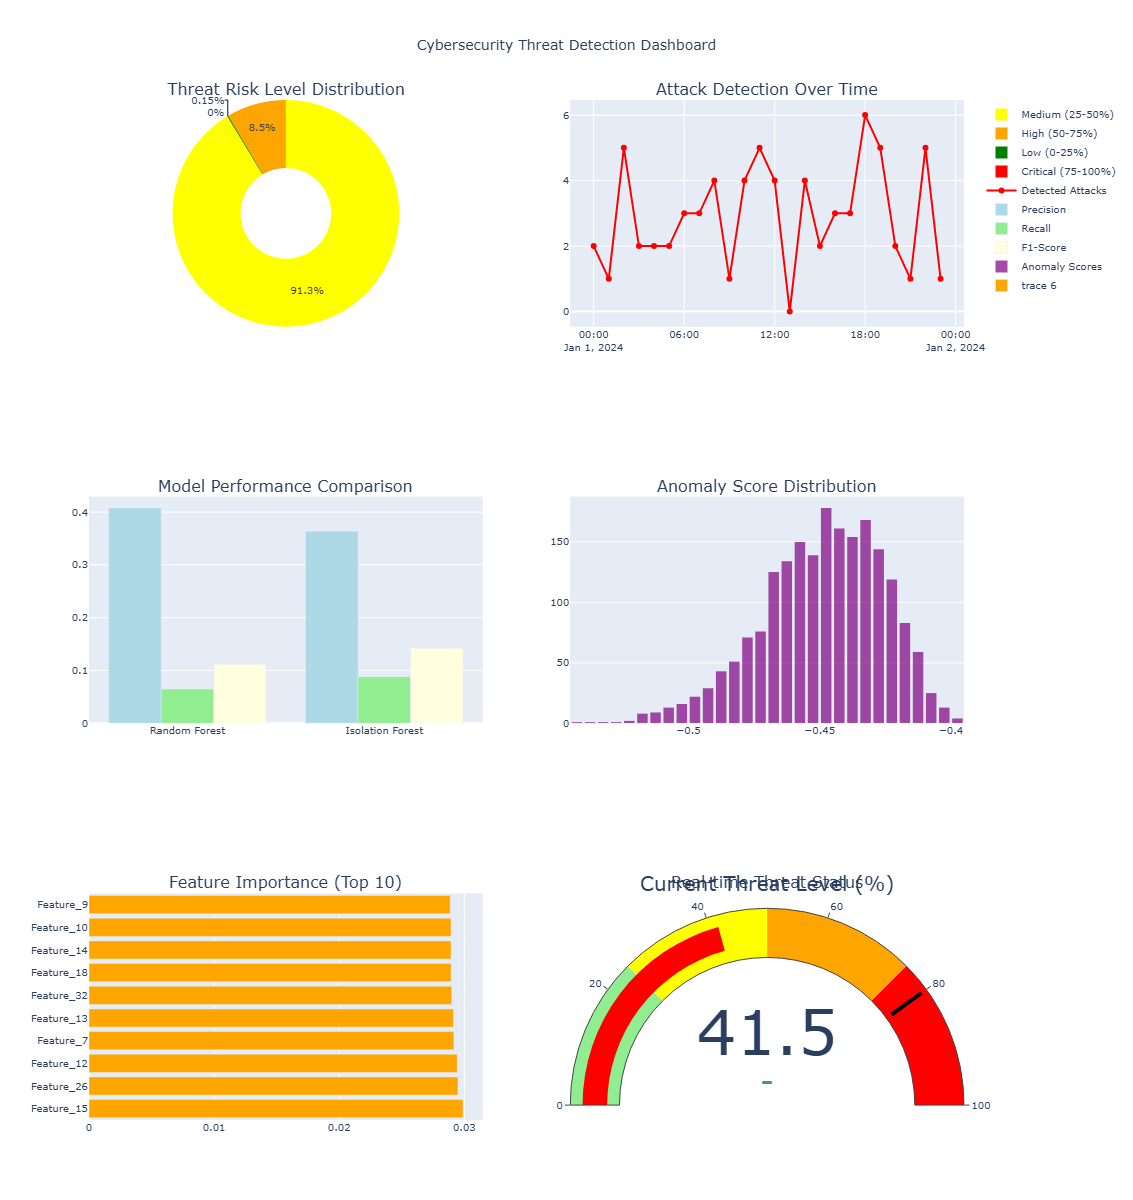 Cybersecurity Threat Detection Dashboard
Threat Risk Level Distribution
0.15%
0%
8.5%
91.3%
Attack Detection Over Time
6
4
2
0
00:00
Jan 1, 2024
06:00
12:00
18:00
00:00
Jan 2, 2024
Medium (25-50%)
High (50-75%)
Low (0-25%)
Critical (75-100%)
Detected Attacks
Precision
Recall
F1-Score
Anomaly Scores
trace 6
Model Performance Comparison
0.4
0.3
0.2
0.1
0
Random Forest
Isolation Forest
Anomaly Score Distribution
150
100
50
0
−0.5
−0.45
−0.4
Feature Importance (Top 10)
Feature_9
Feature_10
Feature_14
Feature_18
Feature_32
Feature_13
Feature_7
Feature_12
Feature_26
Feature_15
0
0.01
0.02
0.03
Real-time Threat Status
Current Threat Level (%)
0
20
40
60
80
100
41.5
-